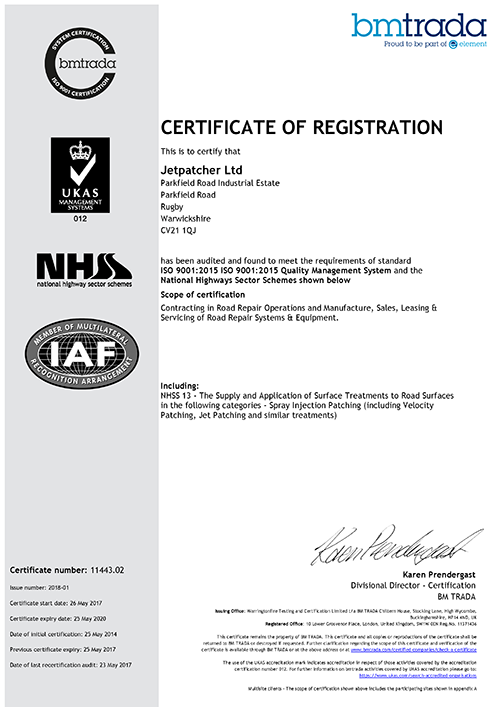 SYSTEM CERTIFICATION
bmtrada
ISO 9001 CERTIFICATION
bmtrada
Proud to be part of element
UKAS
MANAGEMENT
SYSTEMS
012
NHSS
national highway sector schemes
MEMBER OF MULTILATERAL
IAF
RECOGNITION ARRANGEMENT
CERTIFICATE OF REGISTRATION
This is to certify that
Jetpatcher Ltd
Parkfield Road Industrial Estate
Parkfield Road
Rugby
Warwickshire
CV21 1QJ
has been audited and found to meet the requirements of standard
ISO 9001:2015 ISO 9001:2015 Quality Management System and the
National Highways Sector Schemes shown below
Scope of certification
Contracting in Road Repair Operations and Manufacture, Sales, Leasing &
Servicing of Road Repair Systems & Equipment.
Including:
NHSS 13 - The Supply and Application of Surface Treatments to Road Surfaces
in the following categories - Spray Injection Patching (including Velocity
Patching, Jet Patching and similar treatments)
Karen Prendergast
Karen Prendergast
Divisional Director - Certification
BM TRADA
Certificate number: 11443.02
Issue number: 2018-01
Certificate start date: 26 May 2017
Certificate expiry date: 25 May 2020
Date of initial certification: 25 May 2014
Previous certificate expiry: 25 May 2017
Date of last recertification audit: 23 May 2017
Issuing Office: Warringtonfire Testing and Certification Limited t/a BM TRADA Chiltern House, Stocking Lane, High Wycombe,
Buckinghamshire, HP14 4ND, UK
Registered Office: 10 Lower Grosvenor Place, London, United Kingdom, SW1W 0EN Reg.No. 11371436
This certificate remains the property of BM TRADA. This certificate and all copies or reproductions of the certificate shall be
returned to BM TRADA or destroyed if requested. Further clarification regarding the scope of this certificate and verification of the
certificate is available through BM TRADA or at the above address or at www.bmtrada.com/certified-companies/check-a-certificate
The use of the UKAS accreditation mark indicates accreditation in respect of those activities covered by the accreditation
certification number 012. For further information on bmtrada activities covered by UKAS accreditation please go to:
https://www.ukas.com/search-accredited-organisations
Multisite clients - The scope of certification shown above includes the participating sites shown in appendix A